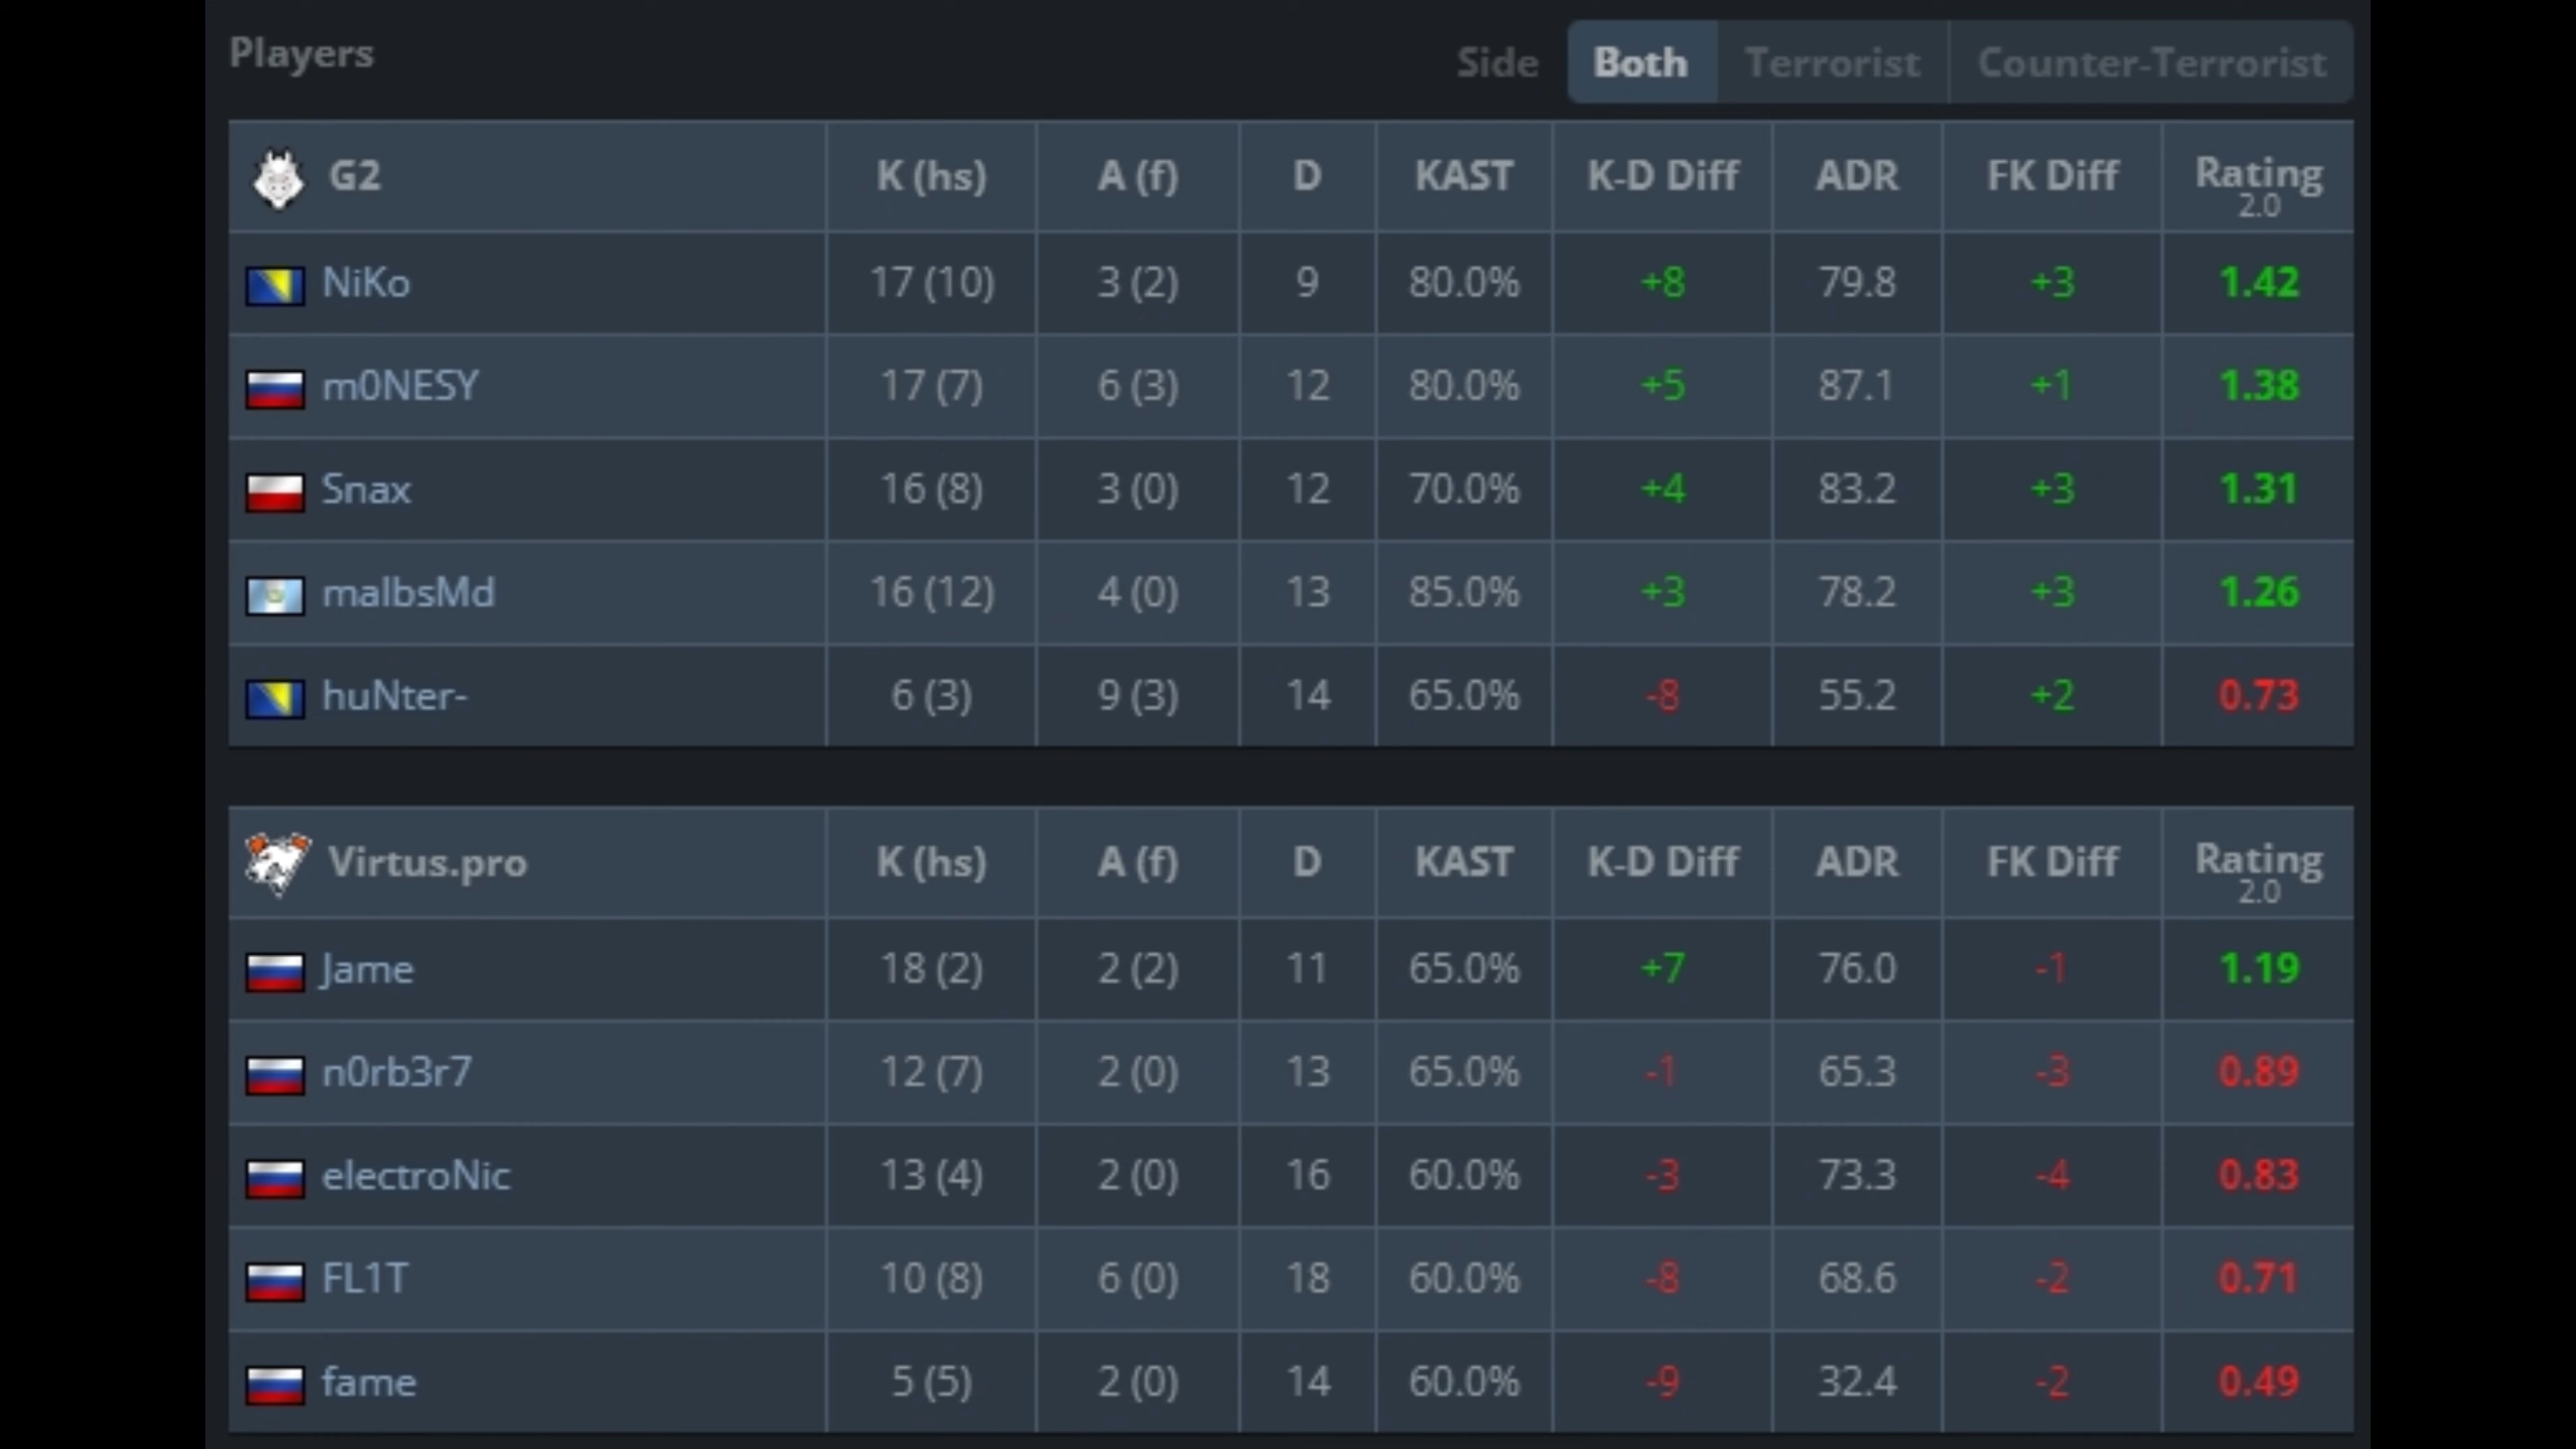 Players Side Both Terrorist Counter-Terrorist
G2 K (hs) A (f) D KAST K-D Diff ADR FK Diff Rating 2.0
NiKo 17 (10) 3 (2) 9 80.0% +8 79.8 +3 1.42
m0NESY 17 (7) 6 (3) 12 80.0% +5 87.1 +1 1.38
Snax 16 (8) 3 (0) 12 70.0% +4 83.2 +3 1.31
malbsMd 16 (12) 4 (0) 13 85.0% +3 78.2 +3 1.26
huNter- 6 (3) 9 (3) 14 65.0% -8 55.2 +2 0.73
Virtus.pro K (hs) A (f) D KAST K-D Diff ADR FK Diff Rating 2.0
Jame 18 (2) 2 (2) 11 65.0% +7 76.0 -1 1.19
n0rb3r7 12 (7) 2 (0) 13 65.0% -1 65.3 -3 0.89
electroNic 13 (4) 2 (0) 16 60.0% -3 73.3 -4 0.83
FL1T 10 (8) 6 (0) 18 60.0% -8 68.6 -2 0.71
fame 5 (5) 2 (0) 14 60.0% -9 32.4 -2 0.49